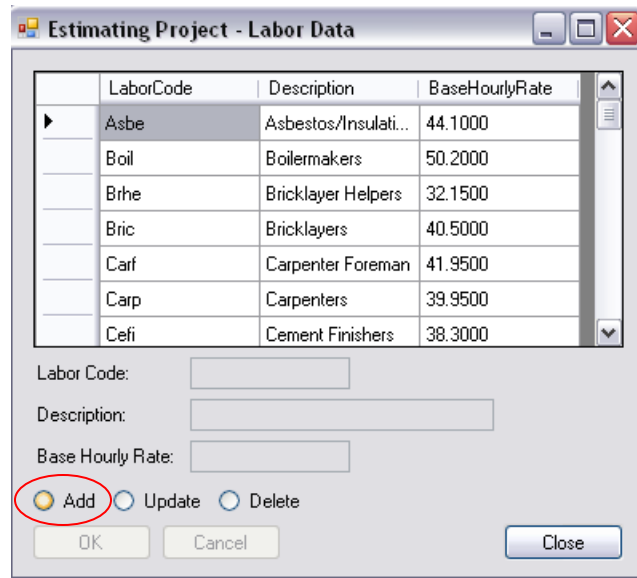 Estimating Project - Labor Data
LaborCode Description BaseHourlyRate
Asbe Asbestos/Insulati... 44.1000
Boil Boilermakers 50.2000
Brhe Bricklayer Helpers 32.1500
Bric Bricklayers 40.5000
Carf Carpenter Foreman 41.9500
Carp Carpenters 39.9500
Cefi Cement Finishers 38.3000
Labor Code:
Description:
Base Hourly Rate:
Add Update Delete
OK Cancel Close